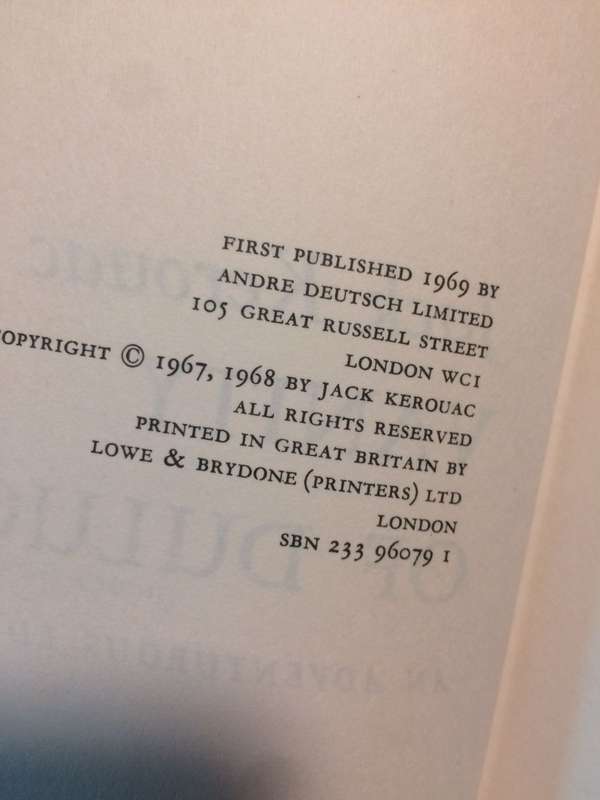 FIRST PUBLISHED 1969 BY
ANDRE DEUTSCH LIMITED
105 GREAT RUSSELL STREET
LONDON WC1
COPYRIGHT © 1967, 1968 BY JACK KEROUAC
ALL RIGHTS RESERVED
PRINTED IN GREAT BRITAIN BY
LOWE & BRYDONE (PRINTERS) LTD
LONDON
SBN 233 96079 1